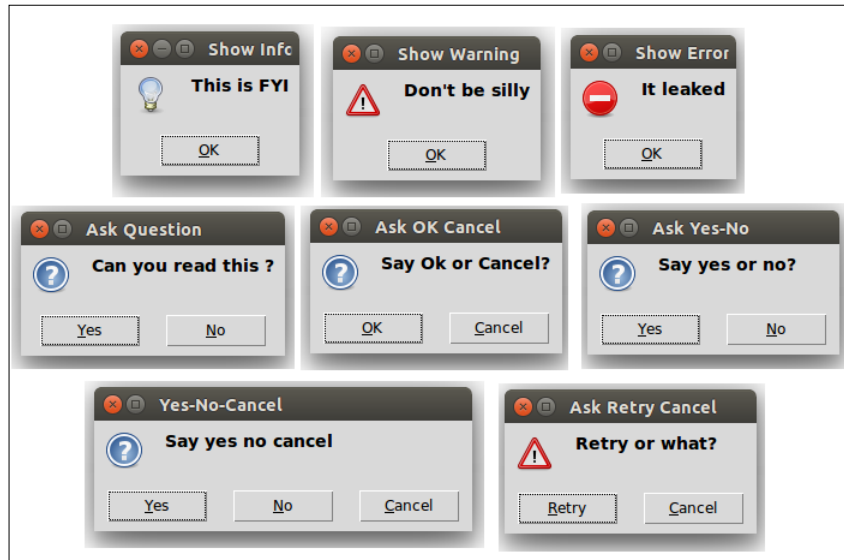 Show Info
This is FYI
OK
Show Warning
Don't be silly
OK
Show Error
It leaked
OK
Ask Question
Can you read this ?
Yes No
Ask OK Cancel
Say Ok or Cancel?
OK Cancel
Ask Yes-No
Say yes or no?
Yes No
Yes-No-Cancel
Say yes no cancel
Yes No Cancel
Ask Retry Cancel
Retry or what?
Retry Cancel